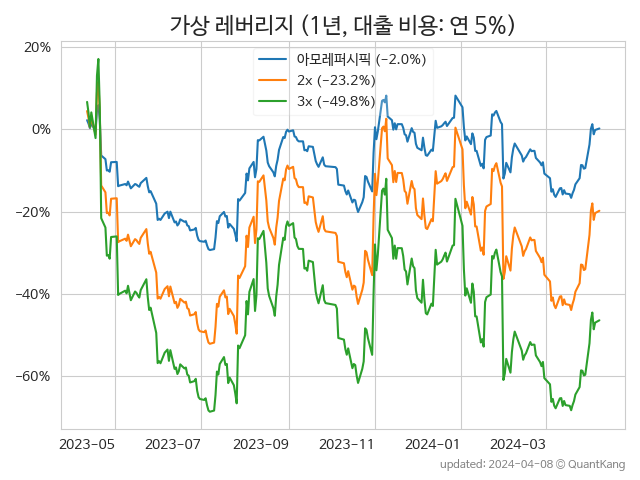 가상 레버리지 (1년, 대출 비용: 연 5%)
아모레퍼시픽 (−2.0%)
2x (−23.2%)
3x (−49.8%)
20%
0%
−20%
−40%
−60%
2023-05 2023-07 2023-09 2023-11 2024-01 2024-03
updated: 2024-04-08 © QuantKang